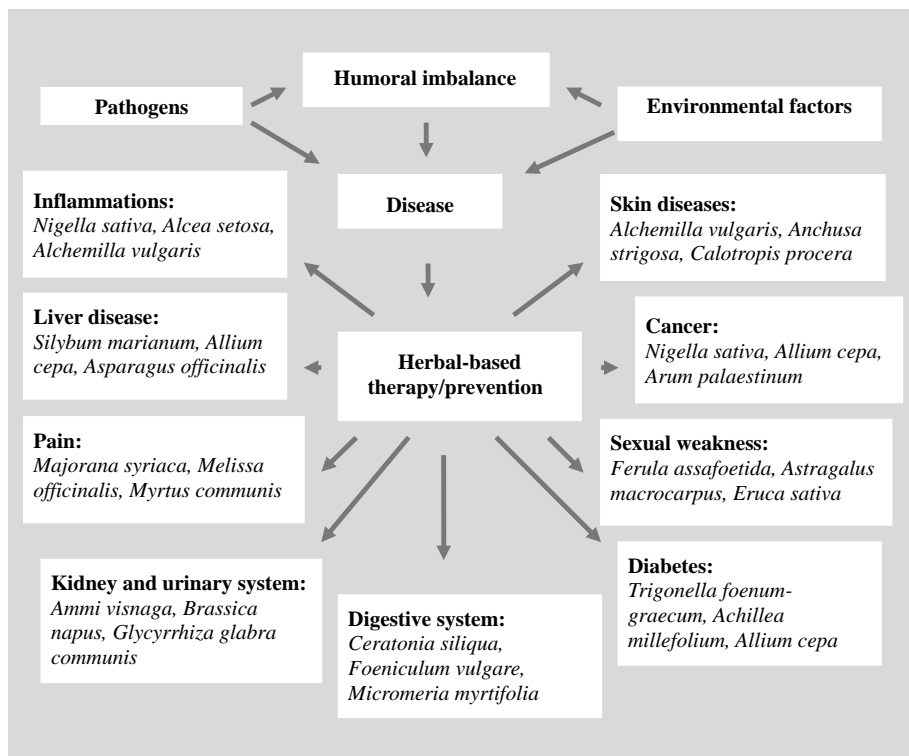 Humoral imbalance
Pathogens
Environmental factors
Disease
Inflammations:
Nigella sativa, Alcea setosa,
Alchemilla vulgaris
Skin diseases:
Alchemilla vulgaris, Anchusa
strigosa, Calotropis procera
Liver disease:
Silybum marianum, Allium
cepa, Asparagus officinalis
Herbal-based
therapy/prevention
Cancer:
Nigella sativa, Allium cepa,
Arum palaestinum
Pain:
Majorana syriaca, Melissa
officinalis, Myrtus communis
Sexual weakness:
Ferula assafoetida, Astragalus
macrocarpus, Eruca sativa
Kidney and urinary system:
Ammi visnaga, Brassica
napus, Glycyrrhiza glabra
communis
Digestive system:
Ceratonia siliqua,
Foeniculum vulgare,
Micromeria myrtifolia
Diabetes:
Trigonella foenum-
graecum, Achillea
millefolium, Allium cepa